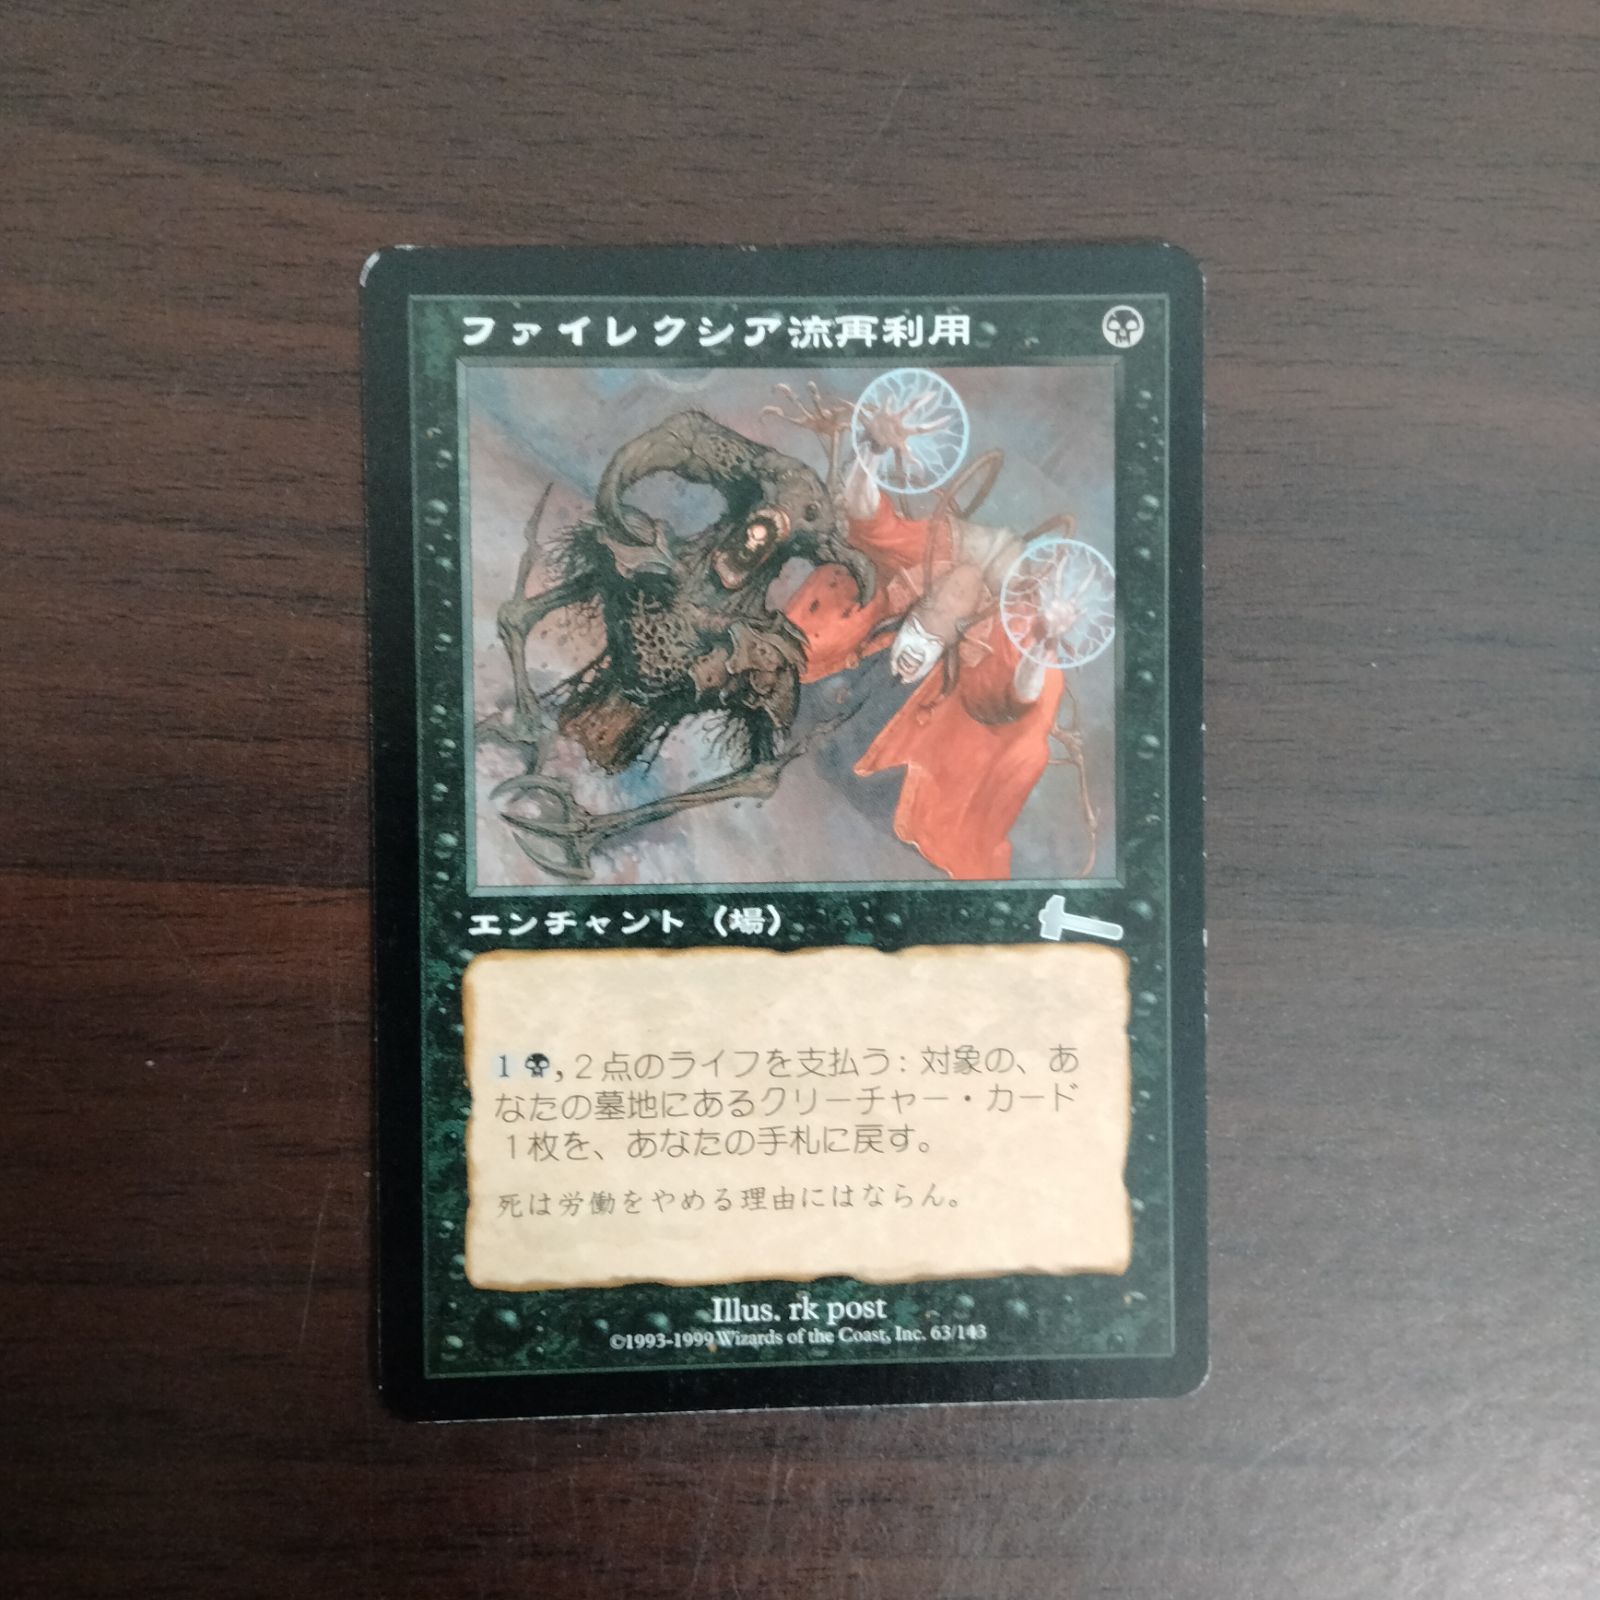 ファイレクシア流再利用
エンチャント（場）
1 , 2点のライフを支払う：対象の、あ
なたの墓地にあるクリーチャー・カード
1枚を、あなたの手札に戻す。
死は労働をやめる理由にはならん。
Illus. rk post
©1993-1999 Wizards of the Coast, Inc. 63/143